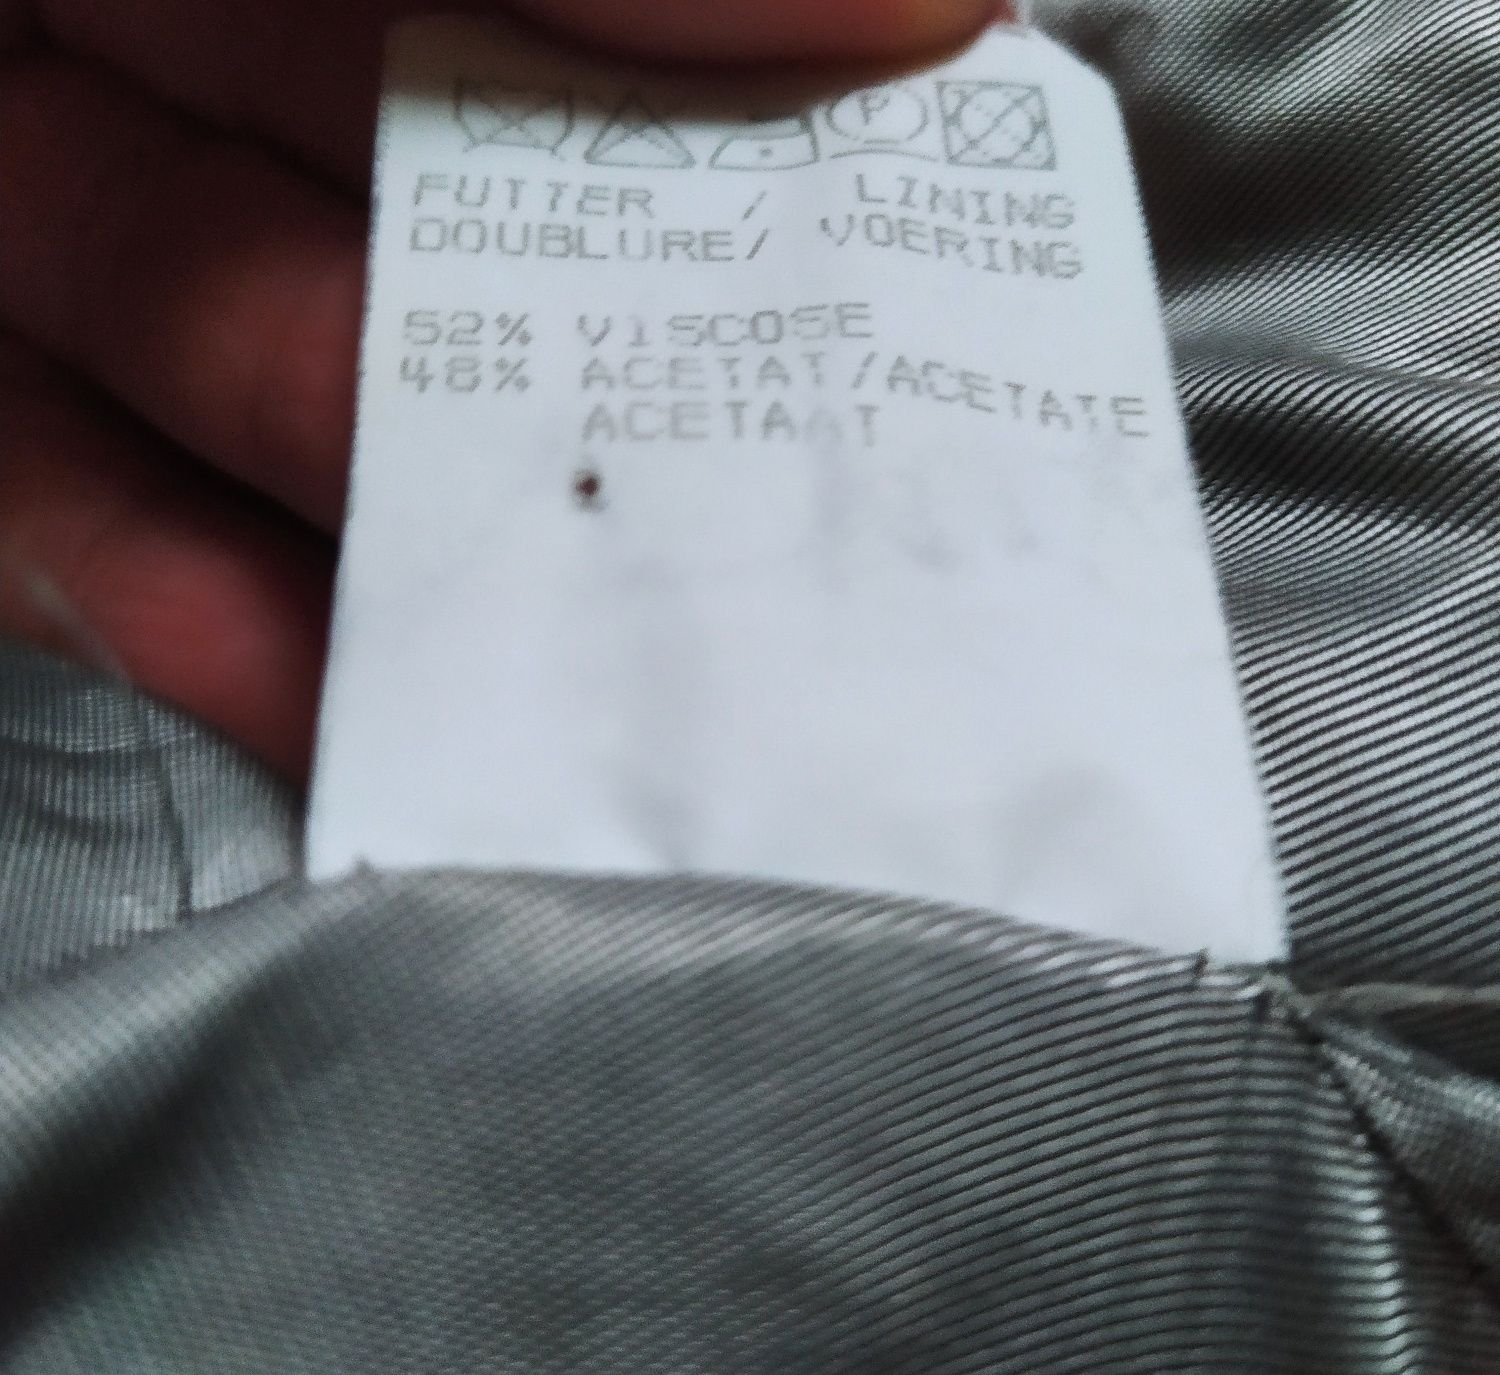 P
FUTTER / LINING
DOUBLURE/ VOERING
52% VISCOSE
48% ACETAT/ACETATE
ACETAAT